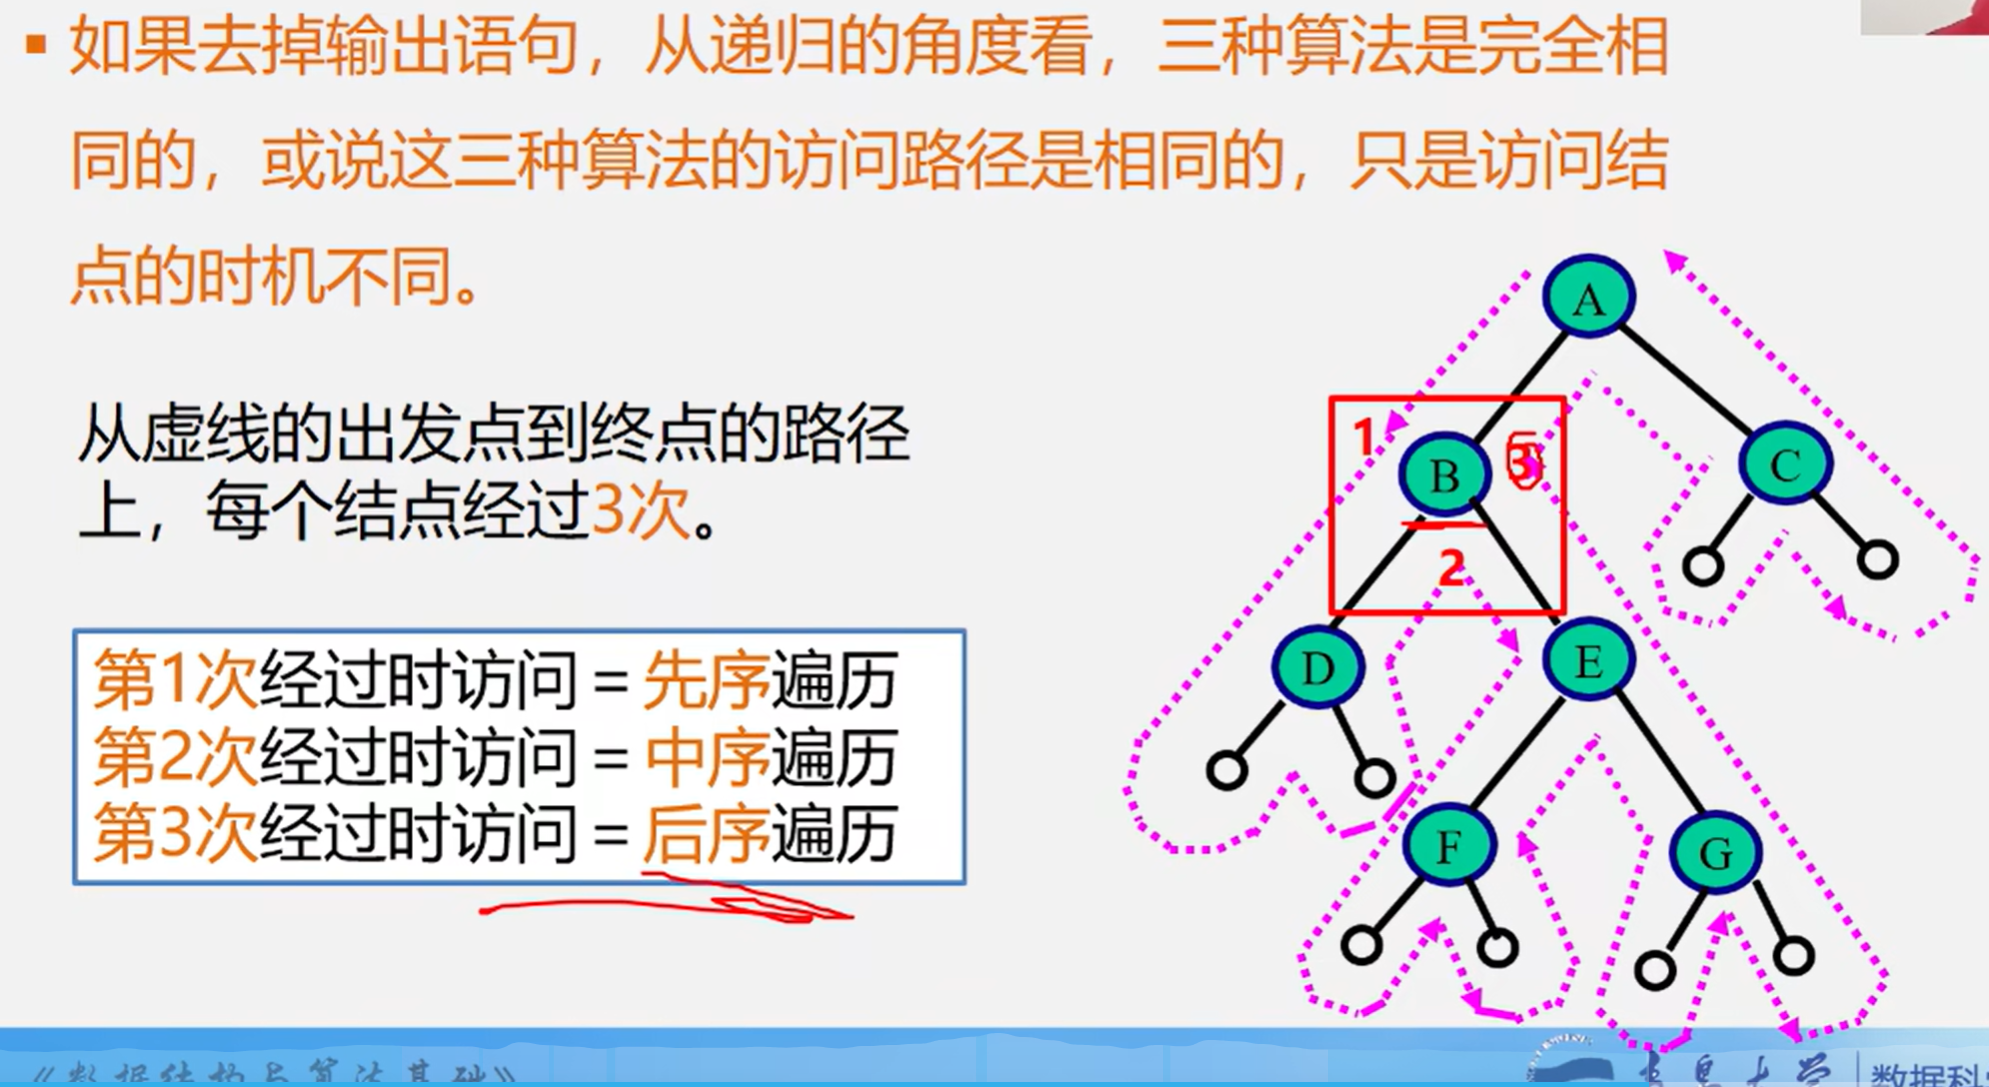 ▪如果去掉输出语句，从递归的角度看，三种算法是完全相
同的，或说这三种算法的访问路径是相同的，只是访问结
点的时机不同。
从虚线的出发点到终点的路径
上，每个结点经过3次。
第1次经过时访问 = 先序遍历
第2次经过时访问 = 中序遍历
第3次经过时访问 = 后序遍历
A
1
B
3
C
2
D
E
F
G
《数据结构与算法基础》
青岛大学
数据科